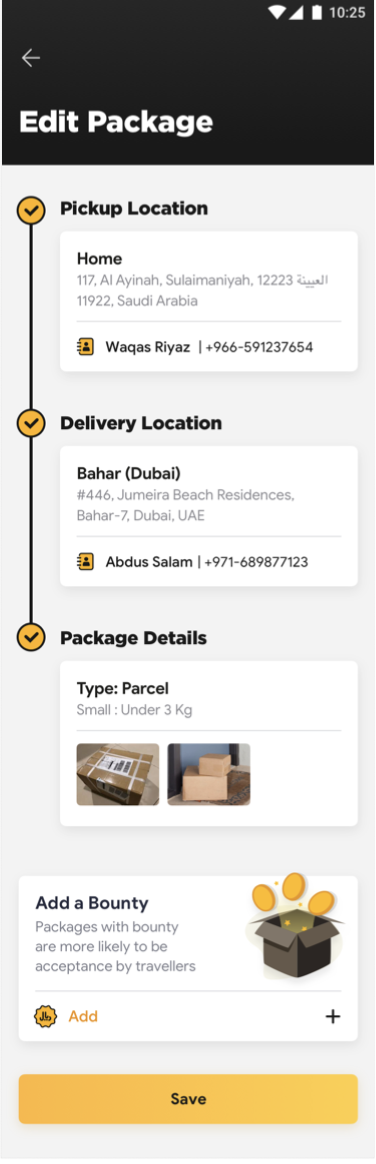 10:25
Edit Package
Pickup Location
Home
117, Al Ayinah, Sulaimaniyah, 12223 العيينة
11922, Saudi Arabia
Waqas Riyaz | +966-591237654
Delivery Location
Bahar (Dubai)
#446, Jumeira Beach Residences,
Bahar-7, Dubai, UAE
Abdus Salam | +971-689877123
Package Details
Type: Parcel
Small : Under 3 Kg
Add a Bounty
Packages with bounty
are more likely to be
acceptance by travellers
Add
Save